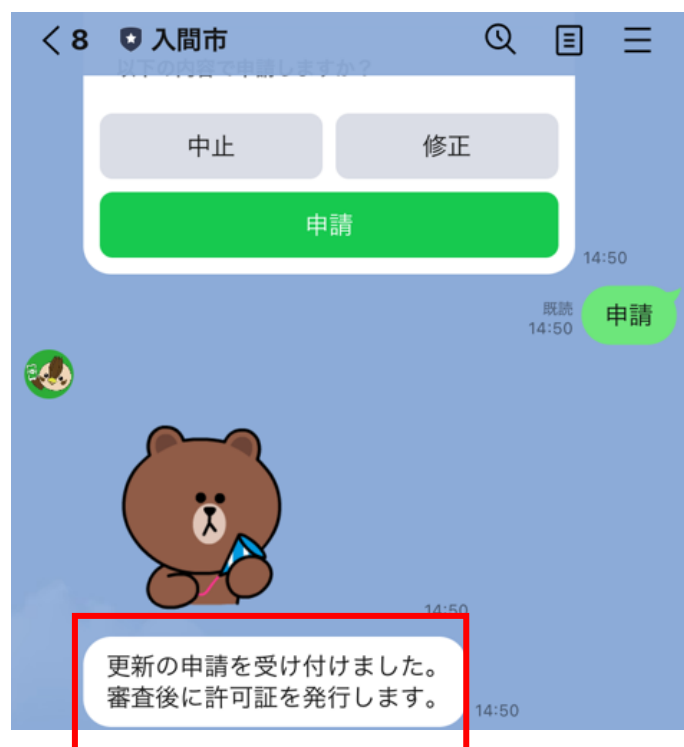 8 入間市
以下の内容で申請しますか？
中止
修正
申請
14:50
既読
14:50
申請
14:50
更新の申請を受け付けました。
審査後に許可証を発行します。
14:50